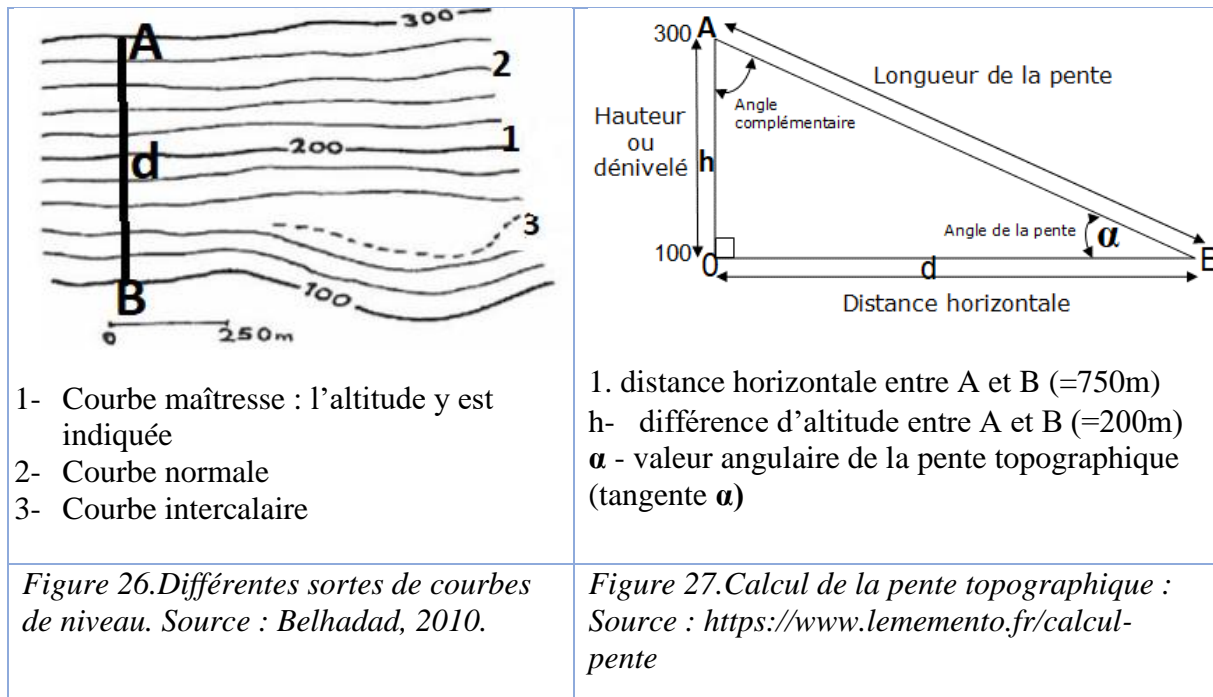 300
A
2
1
200
d
3
B
100
0
250m
1- Courbe maîtresse : l’altitude y est
indiquée
2- Courbe normale
3- Courbe intercalaire
Figure 26.Différentes sortes de courbes
de niveau. Source : Belhadad, 2010.
300
A
Longueur de la pente
Angle
complémentaire
Hauteur
ou
dénivelé
h
Angle de la pente
α
100
0
B
d
Distance horizontale
1. distance horizontale entre A et B (=750m)
h- différence d’altitude entre A et B (=200m)
α - valeur angulaire de la pente topographique
(tangente α)
Figure 27.Calcul de la pente topographique :
Source : https://www.lememento.fr/calcul-
pente